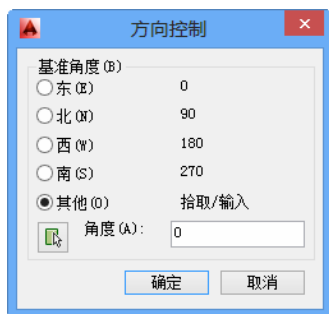 方向控制
基准角度(B)
东(E) 0
北(N) 90
西(W) 180
南(S) 270
其他(O) 拾取/输入
角度(A): 0
确定 取消